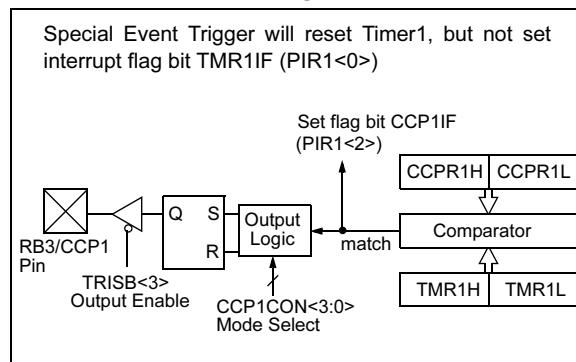 Special Event Trigger will reset Timer1, but not set
interrupt flag bit TMR1IF (PIR1<0>)
Set flag bit CCP1IF
(PIR1<2>)
CCPR1H CCPR1L
Q S
R
Output
Logic
match
Comparator
RB3/CCP1
Pin
TRISB<3>
Output Enable
CCP1CON<3:0>
Mode Select
TMR1H TMR1L